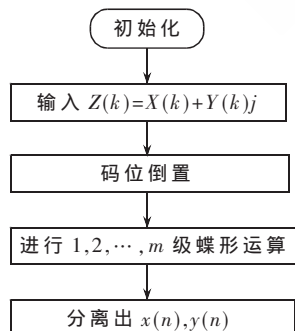 初始化
输入 Z(k)=X(k)+Y(k)j
码位倒置
进行 1,2,⋯,m 级蝶形运算
分离出 x(n),y(n)